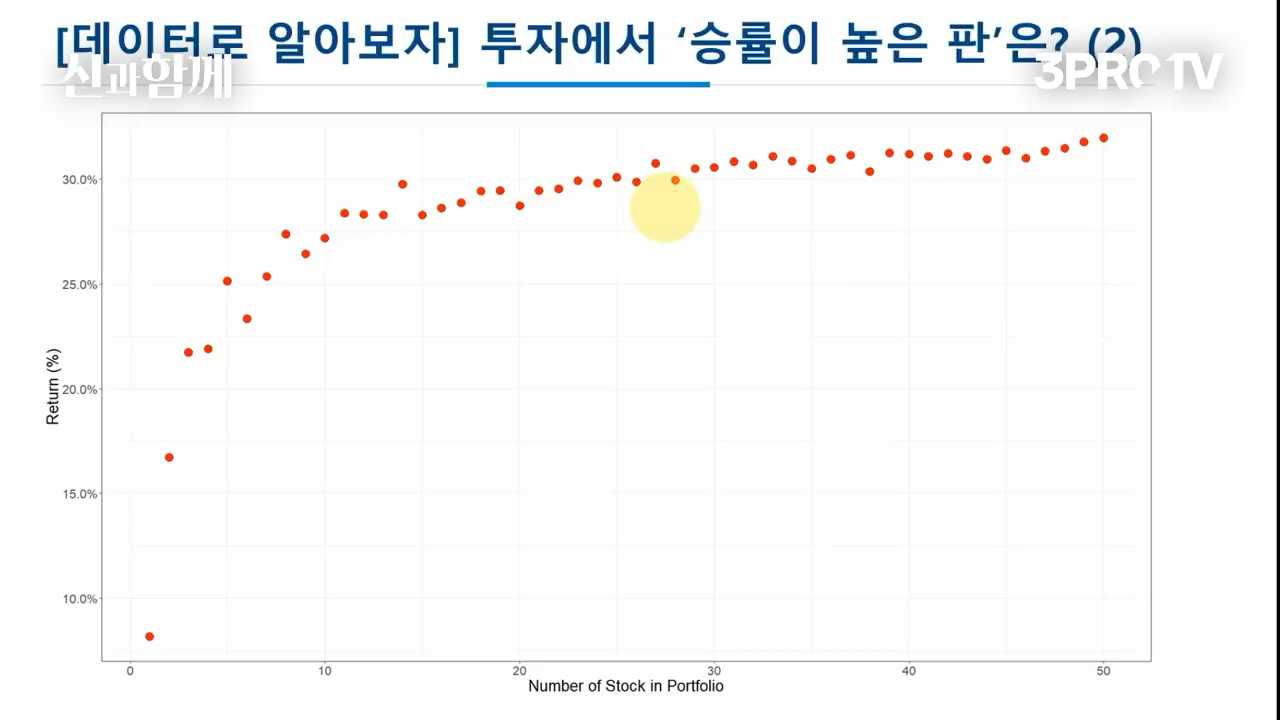 [데이터로 알아보자] 투자에서 ‘승률이 높은 판’은? (2)
신과함께
3PRO TV
30.0%
25.0%
20.0%
15.0%
10.0%
Return (%)
0 10 20 30 40 50
Number of Stock in Portfolio